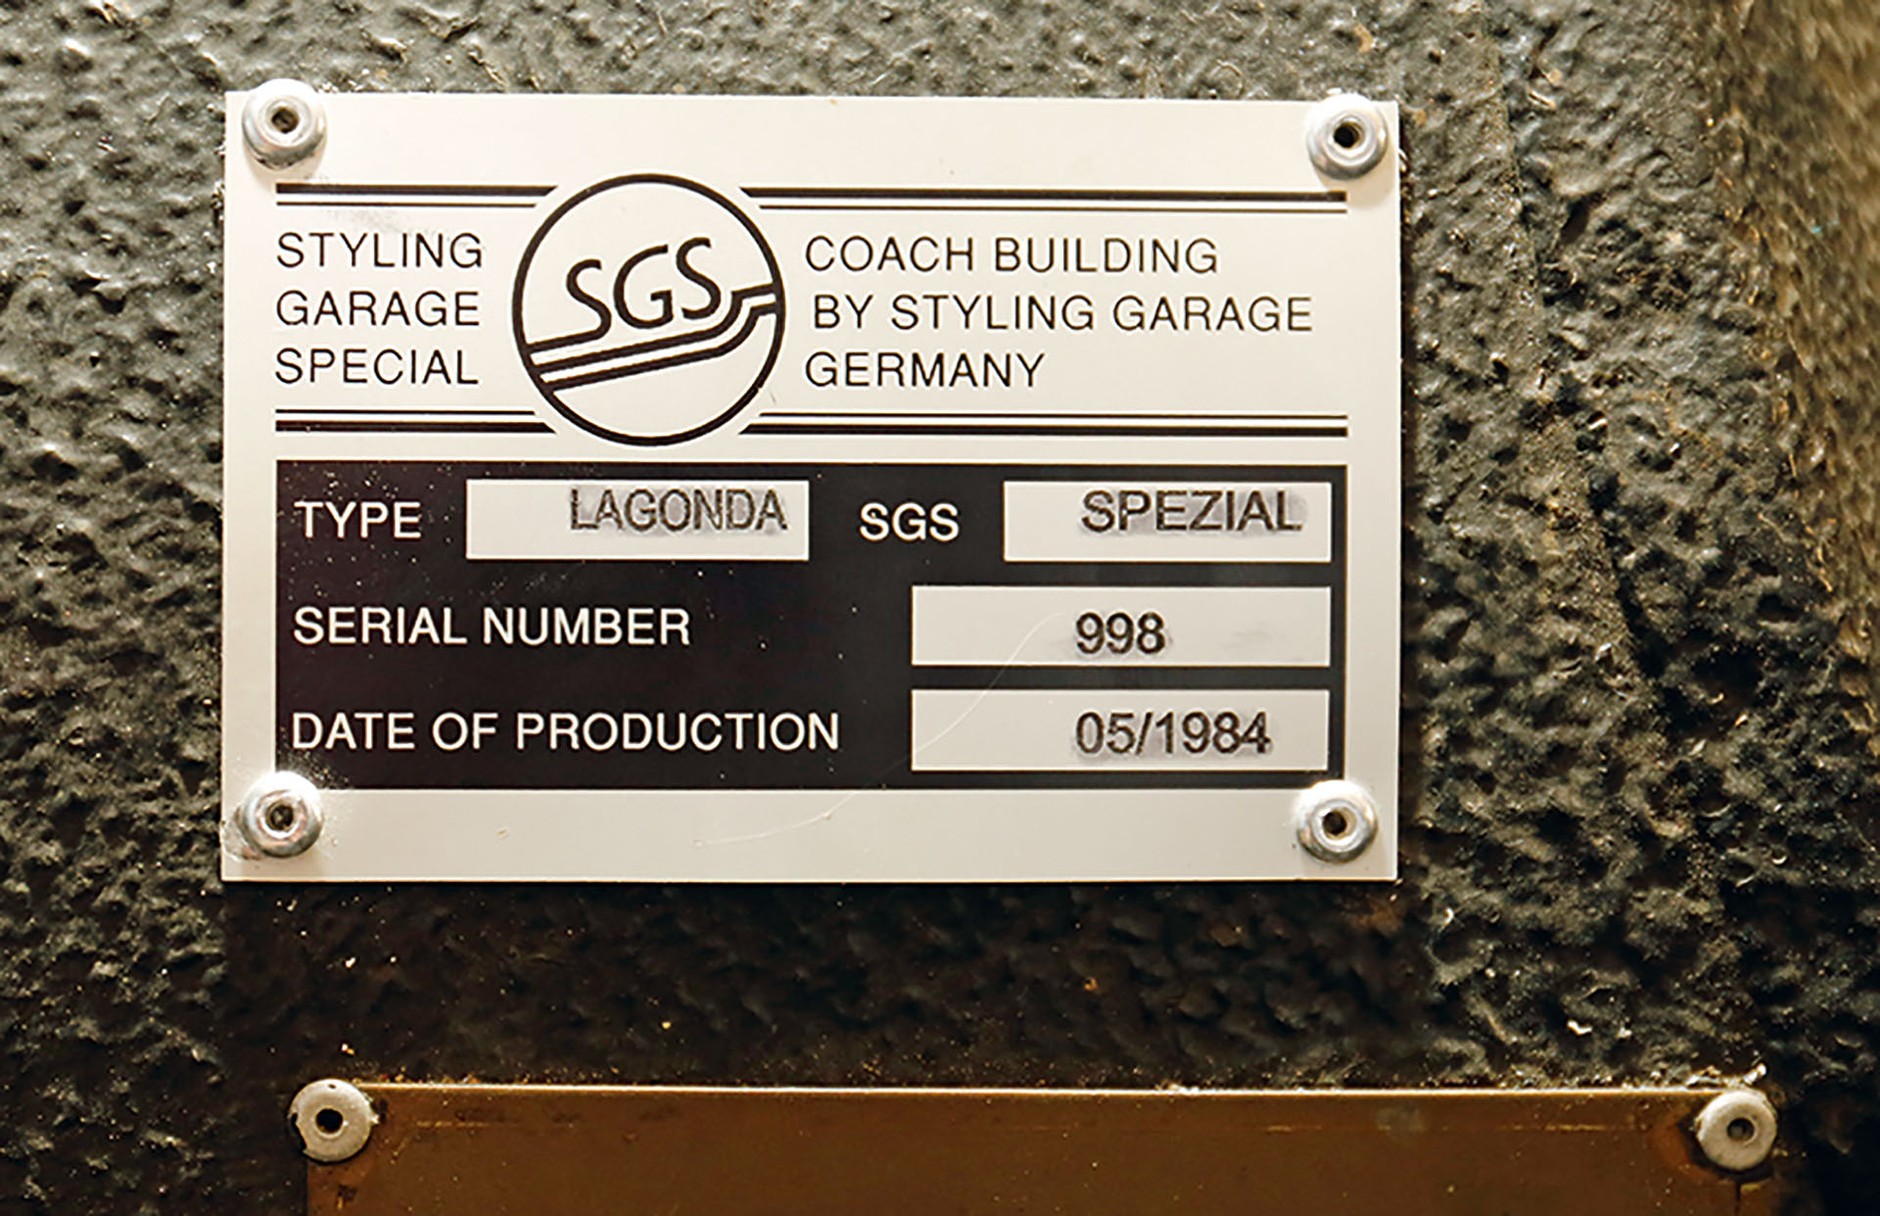 STYLING
GARAGE
SPECIAL
SGS
COACH BUILDING
BY STYLING GARAGE
GERMANY
TYPE LAGONDA SGS SPEZIAL
SERIAL NUMBER 998
DATE OF PRODUCTION 05/1984